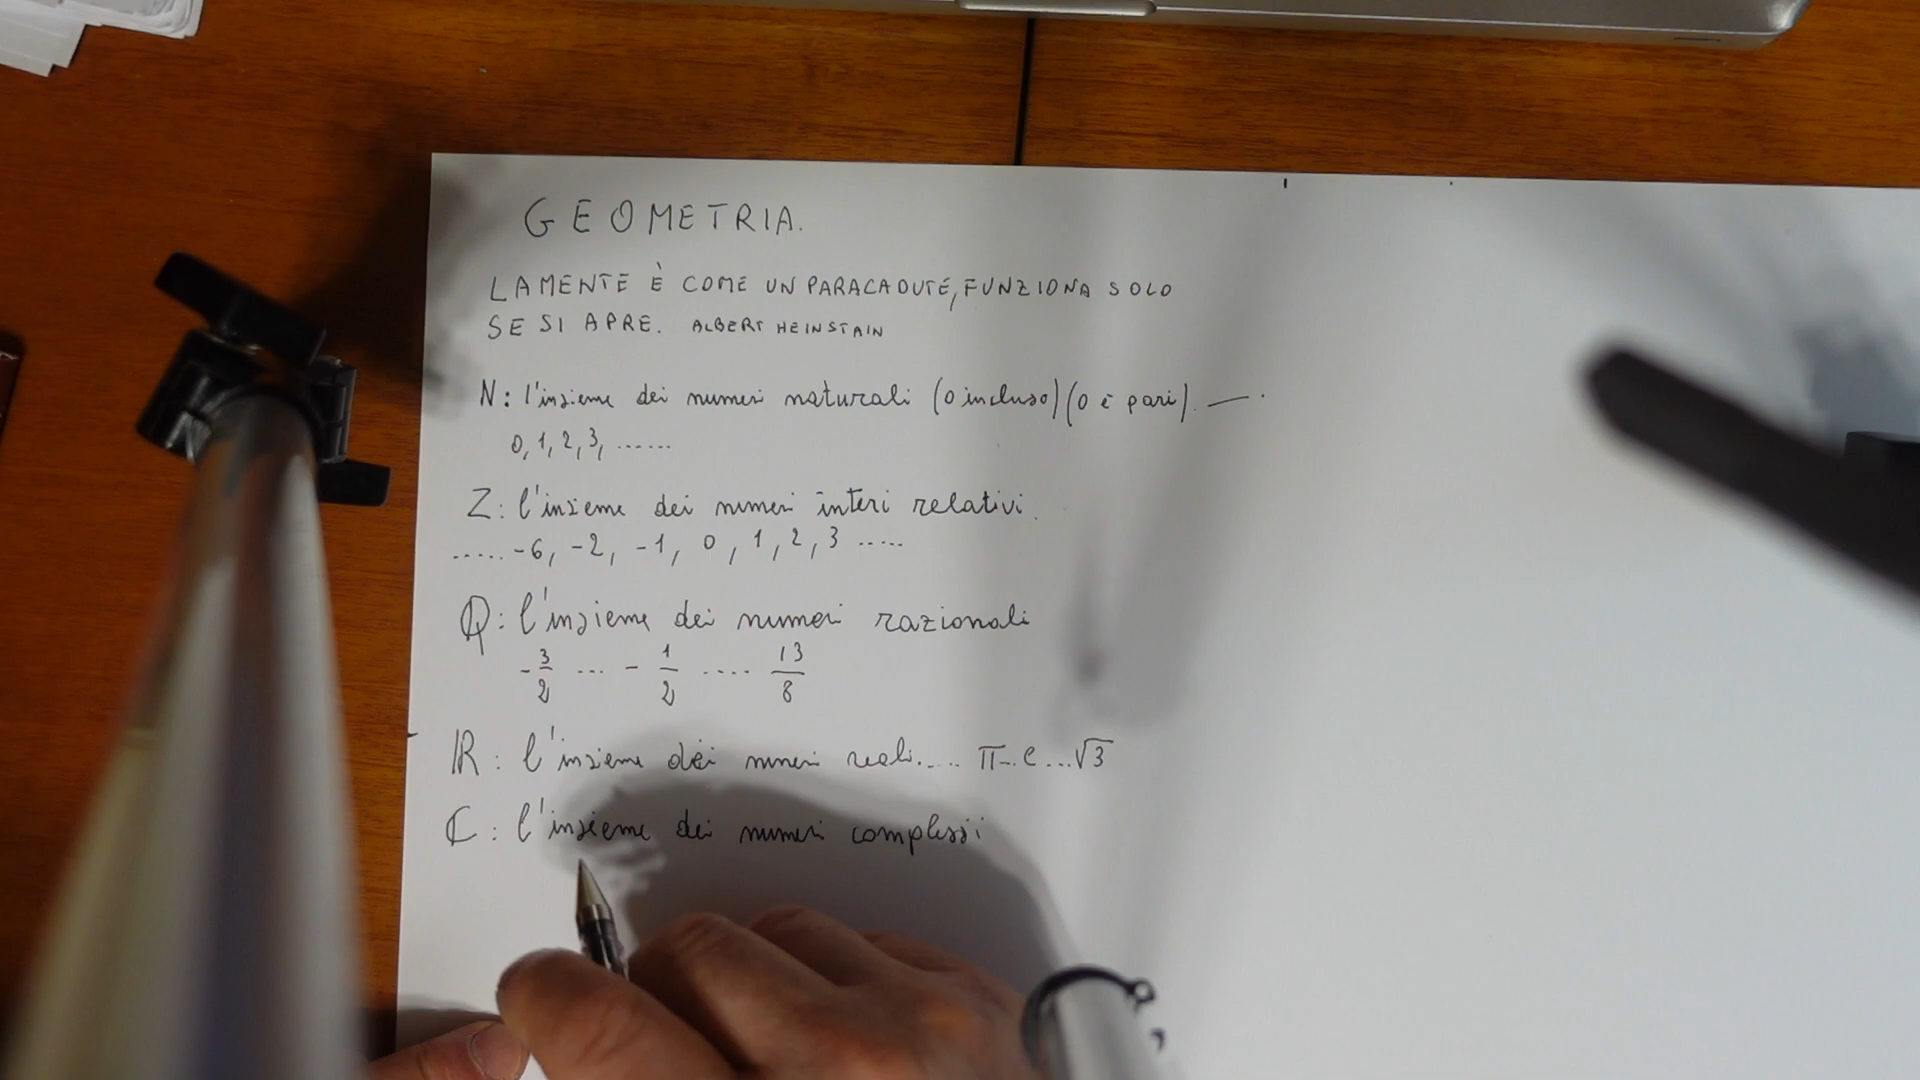 GEOMETRIA.
LA MENTE È COME UN PARACADUTE, FUNZIONA SOLO
SE SI APRE. ALBERT HEINSTAIN
N: l'insieme dei numeri naturali (0 incluso) (0 è pari). —.
0, 1, 2, 3, ......
Z: l'insieme dei numeri interi relativi.
..... -6, -2, -1, 0, 1, 2, 3 .....
ℚ: l'insieme dei numeri razionali
-3/2 ... -1/2 .... 13/8
ℝ: l'insieme dei numeri reali..... π... e ... √3
ℂ: l'insieme dei numeri complessi